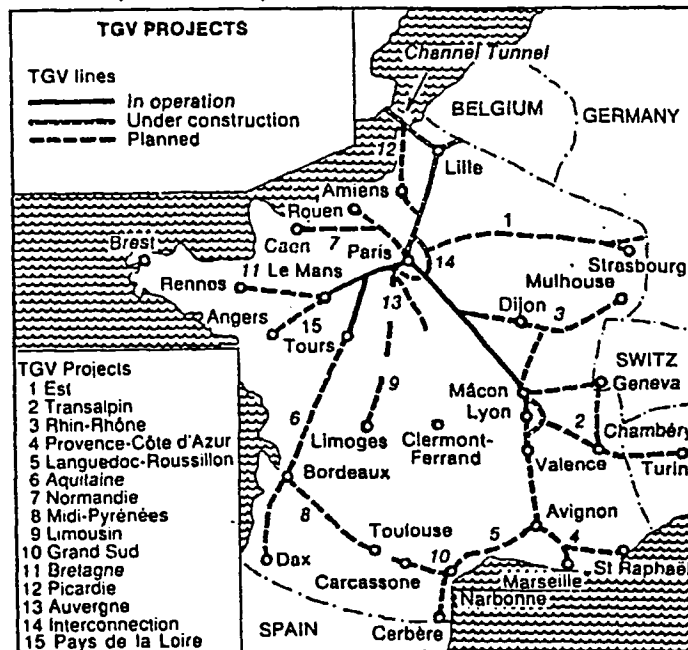 TGV PROJECTS
TGV lines
In operation
Under construction
Planned
Channel Tunnel
BELGIUM
GERMANY
12
Lille
Amiens
Rouen
1
Caen
7
Paris
14
Strasbourg
Brest
Mulhouse
Rennos
11
Le Mans
13
Dijon
3
Angers
15
Tours
SWITZ
Geneva
Mâcon
Lyon
9
2
Chambéry
6
Limoges
Clermont-
Ferrand
Valence
Turin
Bordeaux
8
Avignon
Toulouse
5
4
Dax
10
St Raphaël
Carcassone
Marseille
Narbonne
SPAIN
Cerbère
TGV Projects
1 Est
2 Transalpin
3 Rhin-Rhône
4 Provence-Côte d'Azur
5 Languedoc-Roussillon
6 Aquitaine
7 Normandie
8 Midi-Pyrénées
9 Limousin
10 Grand Sud
11 Bretagne
12 Picardie
13 Auvergne
14 Interconnection
15 Pays de la Loire